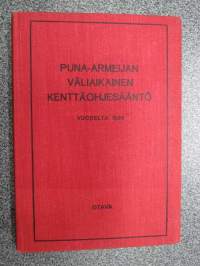 PUNA-ARMEIJAN
VÄLIAIKAINEN
KENTTÄOHJESÄÄNTÖ
VUODELTA 1936
OTAVA